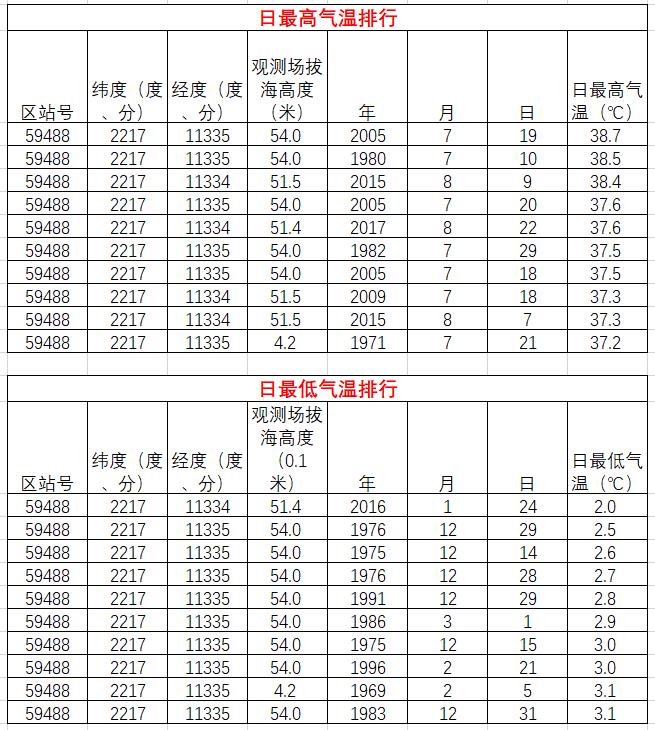 日最高气温排行
区站号 纬度（度、分） 经度（度、分） 观测场拔海高度（米） 年 月 日 日最高气温（℃）
59488 2217 11335 54.0 2005 7 19 38.7
59488 2217 11335 54.0 1980 7 10 38.5
59488 2217 11334 51.5 2015 8 9 38.4
59488 2217 11335 54.0 2005 7 20 37.6
59488 2217 11334 51.4 2017 8 22 37.6
59488 2217 11335 54.0 1982 7 29 37.5
59488 2217 11335 54.0 2005 7 18 37.5
59488 2217 11334 51.5 2009 7 18 37.3
59488 2217 11334 51.5 2015 8 7 37.3
59488 2217 11335 4.2 1971 7 21 37.2
日最低气温排行
区站号 纬度（度、分） 经度（度、分） 观测场拔海高度（0.1米） 年 月 日 日最低气温（℃）
59488 2217 11334 51.4 2016 1 24 2.0
59488 2217 11335 54.0 1976 12 29 2.5
59488 2217 11335 54.0 1975 12 14 2.6
59488 2217 11335 54.0 1976 12 28 2.7
59488 2217 11335 54.0 1991 12 29 2.8
59488 2217 11335 54.0 1986 3 1 2.9
59488 2217 11335 54.0 1975 12 15 3.0
59488 2217 11335 54.0 1996 2 21 3.0
59488 2217 11335 4.2 1969 2 5 3.1
59488 2217 11335 54.0 1983 12 31 3.1